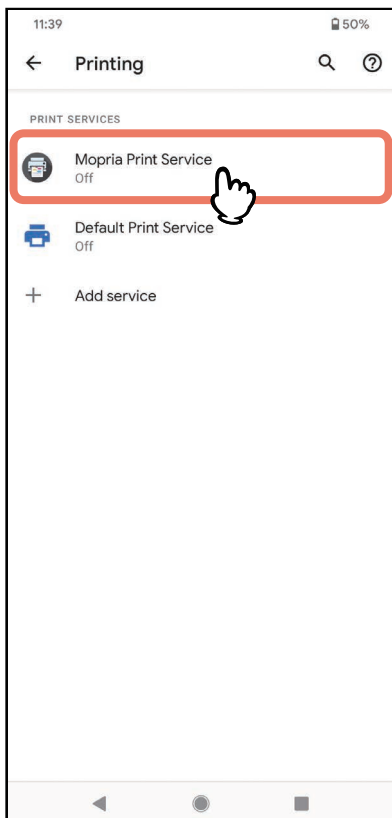 11:39
50%
Printing
PRINT SERVICES
Mopria Print Service
Off
Default Print Service
Off
Add service